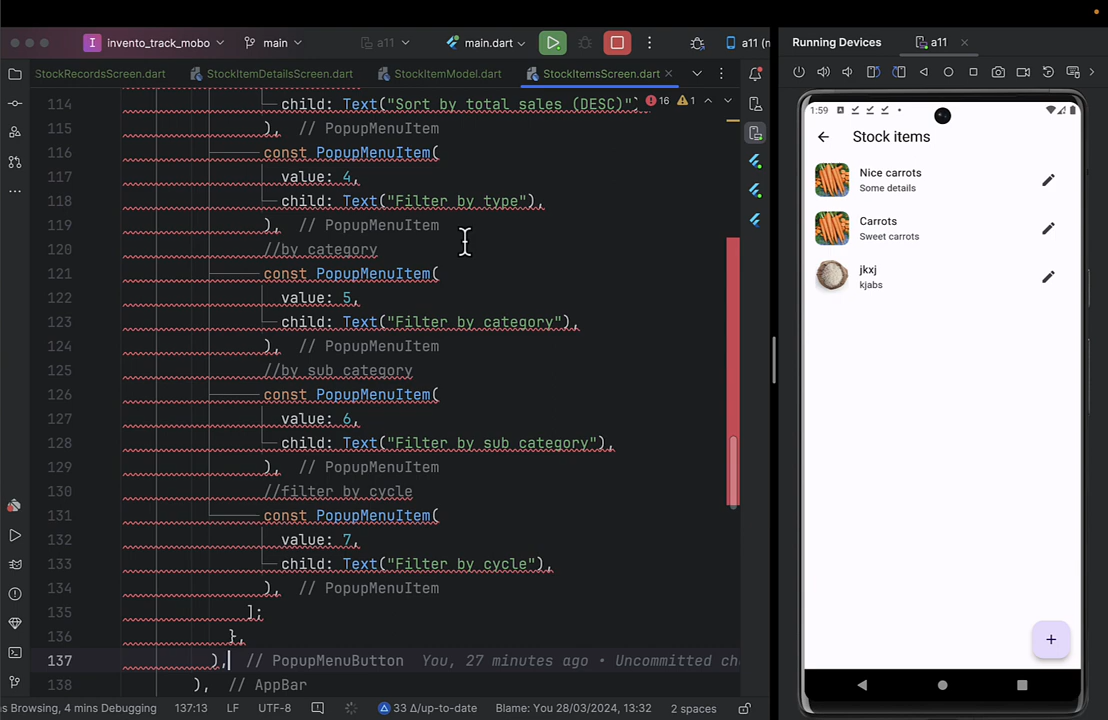 invento_track_mobo
main
a11
main.dart
a11 (n
Running Devices
a11
StockRecordsScreen.dart
StockItemDetailsScreen.dart
StockItemModel.dart
StockItemsScreen.dart
114 child: Text("Sort by total sales (DESC)")
16 1
115 ), // PopupMenuItem
116 const PopupMenuItem(
117 value: 4,
118 child: Text("Filter by type"),
119 ), // PopupMenuItem
120 //by category
121 const PopupMenuItem(
122 value: 5,
123 child: Text("Filter by category"),
124 ), // PopupMenuItem
125 //by sub category
126 const PopupMenuItem(
127 value: 6,
128 child: Text("Filter by sub category"),
129 ), // PopupMenuItem
130 //filter by cycle
131 const PopupMenuItem(
132 value: 7,
133 child: Text("Filter by cycle"),
134 ), // PopupMenuItem
135 ];
136 },
137 ), // PopupMenuButton You, 27 minutes ago • Uncommitted ch
138 ), // AppBar
s Browsing, 4 mins Debugging
137:13
LF
UTF-8
33 Δ/up-to-date
Blame: You 28/03/2024, 13:32
2 spaces
1:59
Stock items
Nice carrots
Some details
Carrots
Sweet carrots
jkxj
kjabs